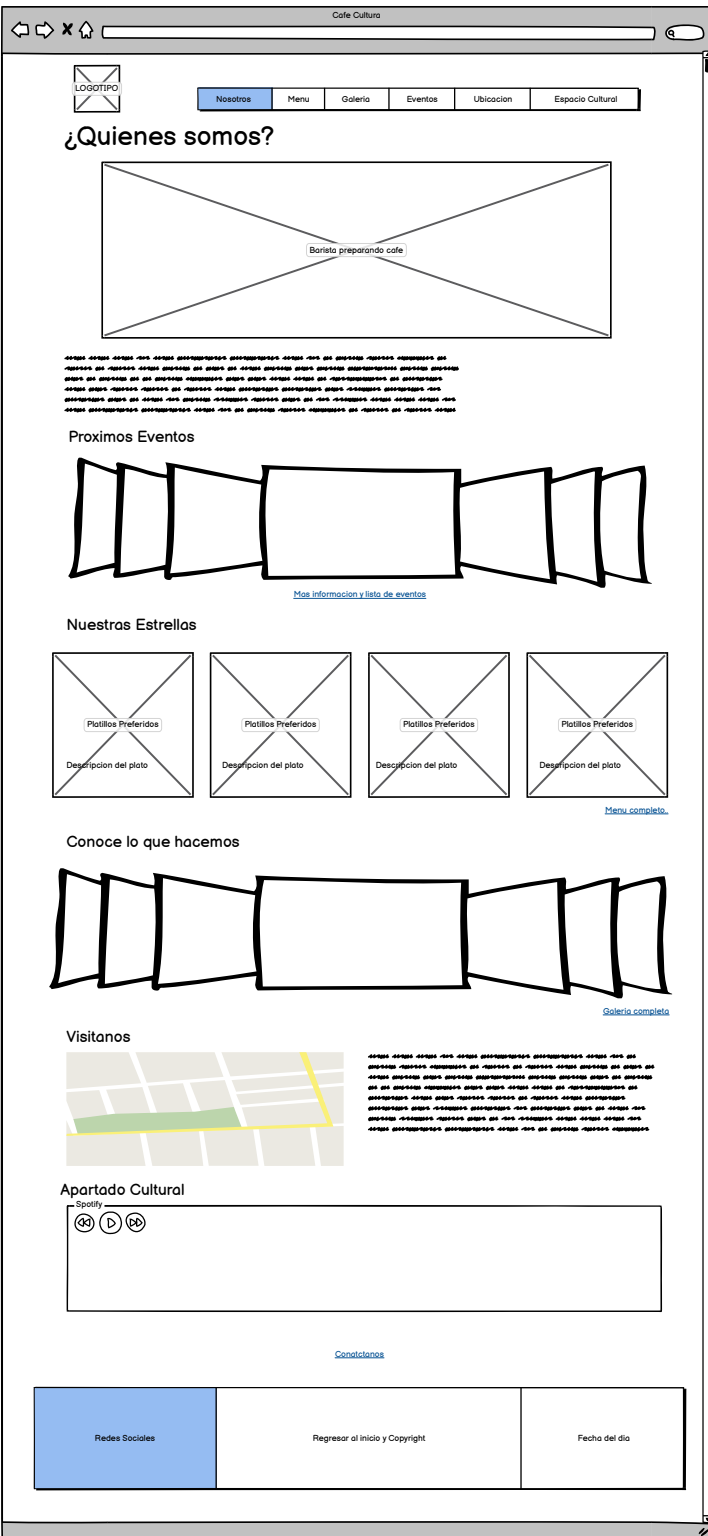 Cafe Cultura
LOGOTIPO
Nosotros Menu Galeria Eventos Ubicacion Espacio Cultural
¿Quienes somos?
Barista preparando cafe
Proximos Eventos
Mas informacion y lista de eventos
Nuestras Estrellas
Platillos Preferidos Platillos Preferidos Platillos Preferidos Platillos Preferidos
Descripcion del plato Descripcion del plato Descripcion del plato Descripcion del plato
Menu completo.
Conoce lo que hacemos
Galeria completa
Visitanos
Apartado Cultural
Spotify
Conatctanos
Redes Sociales Regresar al inicio y Copyright Fecha del dia